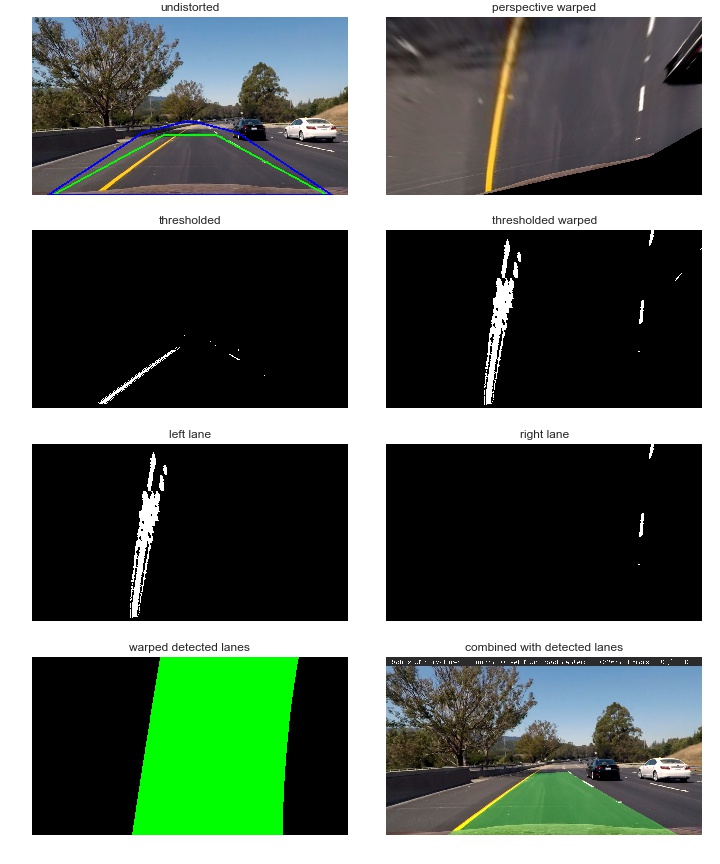 undistorted
perspective warped
thresholded
thresholded warped
left lane
right lane
warped detected lanes
combined with detected lanes